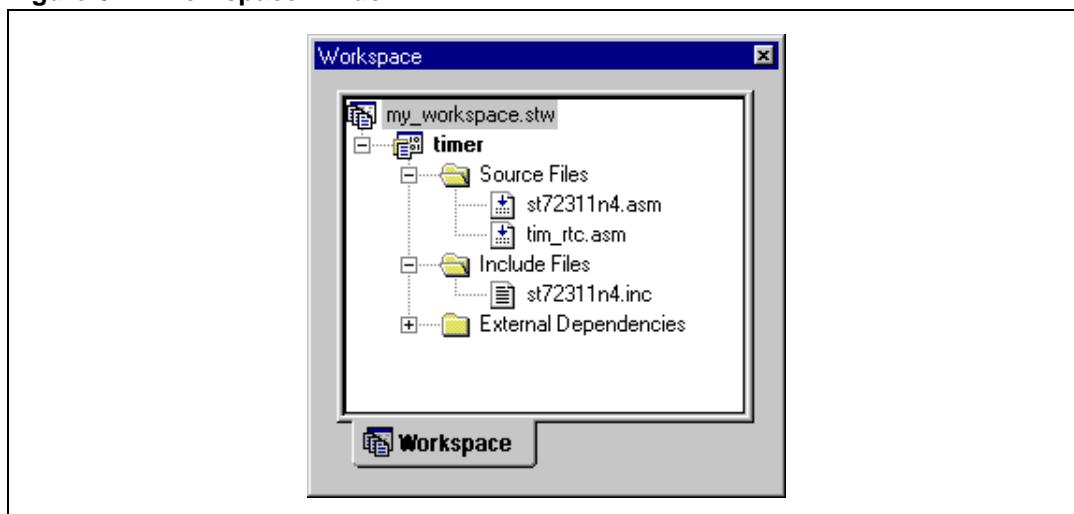 Workspace
my_workspace.stw
timer
Source Files
st72311n4.asm
tim_rtc.asm
Include Files
st72311n4.inc
External Dependencies
Workspace